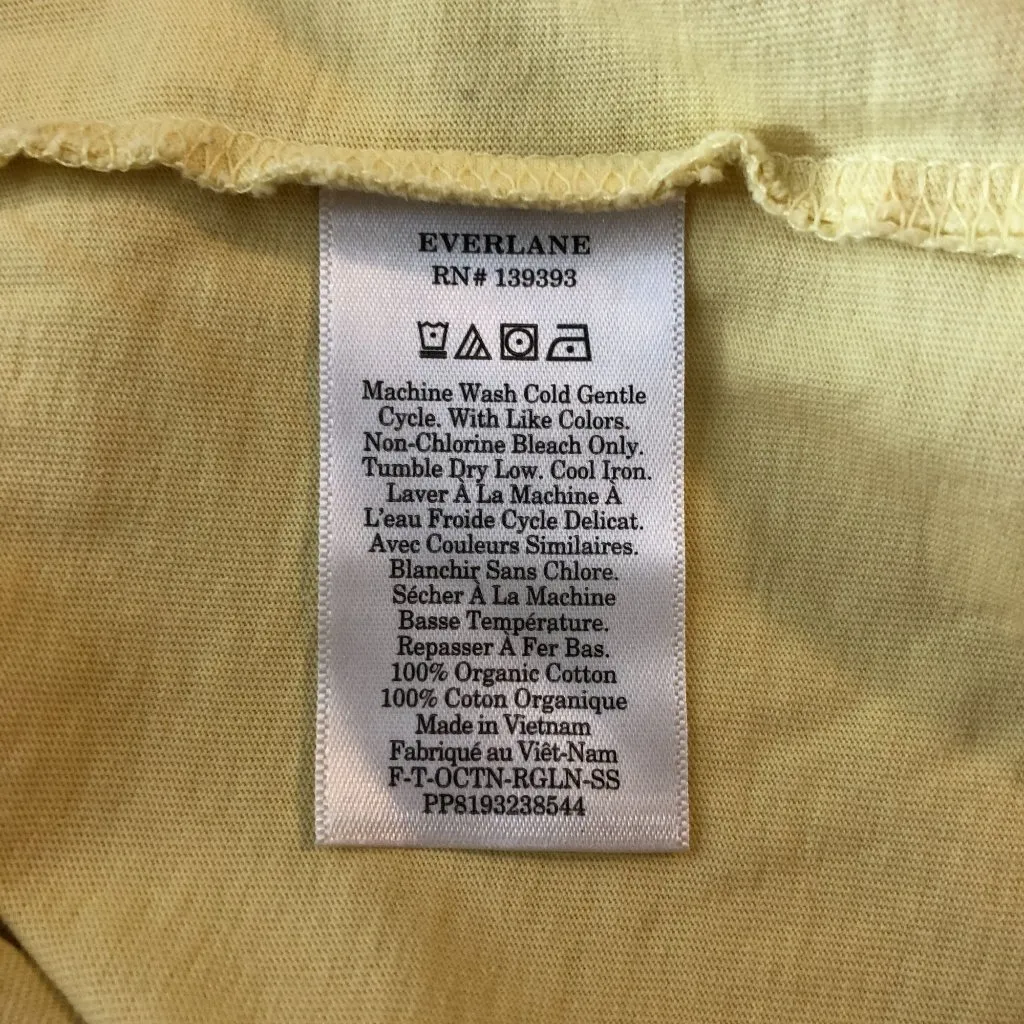 EVERLANE
RN# 139393
Machine Wash Cold Gentle
Cycle. With Like Colors.
Non-Chlorine Bleach Only.
Tumble Dry Low. Cool Iron.
Laver À La Machine À
L'eau Froide Cycle Delicat.
Avec Couleurs Similaires.
Blanchir Sans Chlore.
Sécher À La Machine
Basse Température.
Repasser À Fer Bas.
100% Organic Cotton
100% Coton Organique
Made in Vietnam
Fabriqué au Viêt-Nam
F-T-OCTN-RGLN-SS
PP8193238544